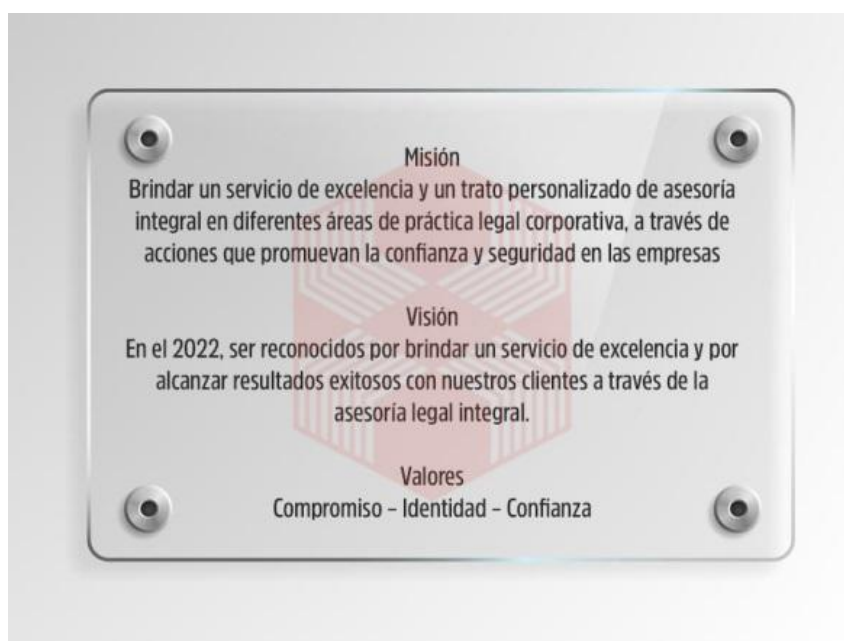 Misión
Brindar un servicio de excelencia y un trato personalizado de asesoría
integral en diferentes áreas de práctica legal corporativa, a través de
acciones que promuevan la confianza y seguridad en las empresas
Visión
En el 2022, ser reconocidos por brindar un servicio de excelencia y por
alcanzar resultados exitosos con nuestros clientes a través de la
asesoría legal integral.
Valores
Compromiso – Identidad – Confianza